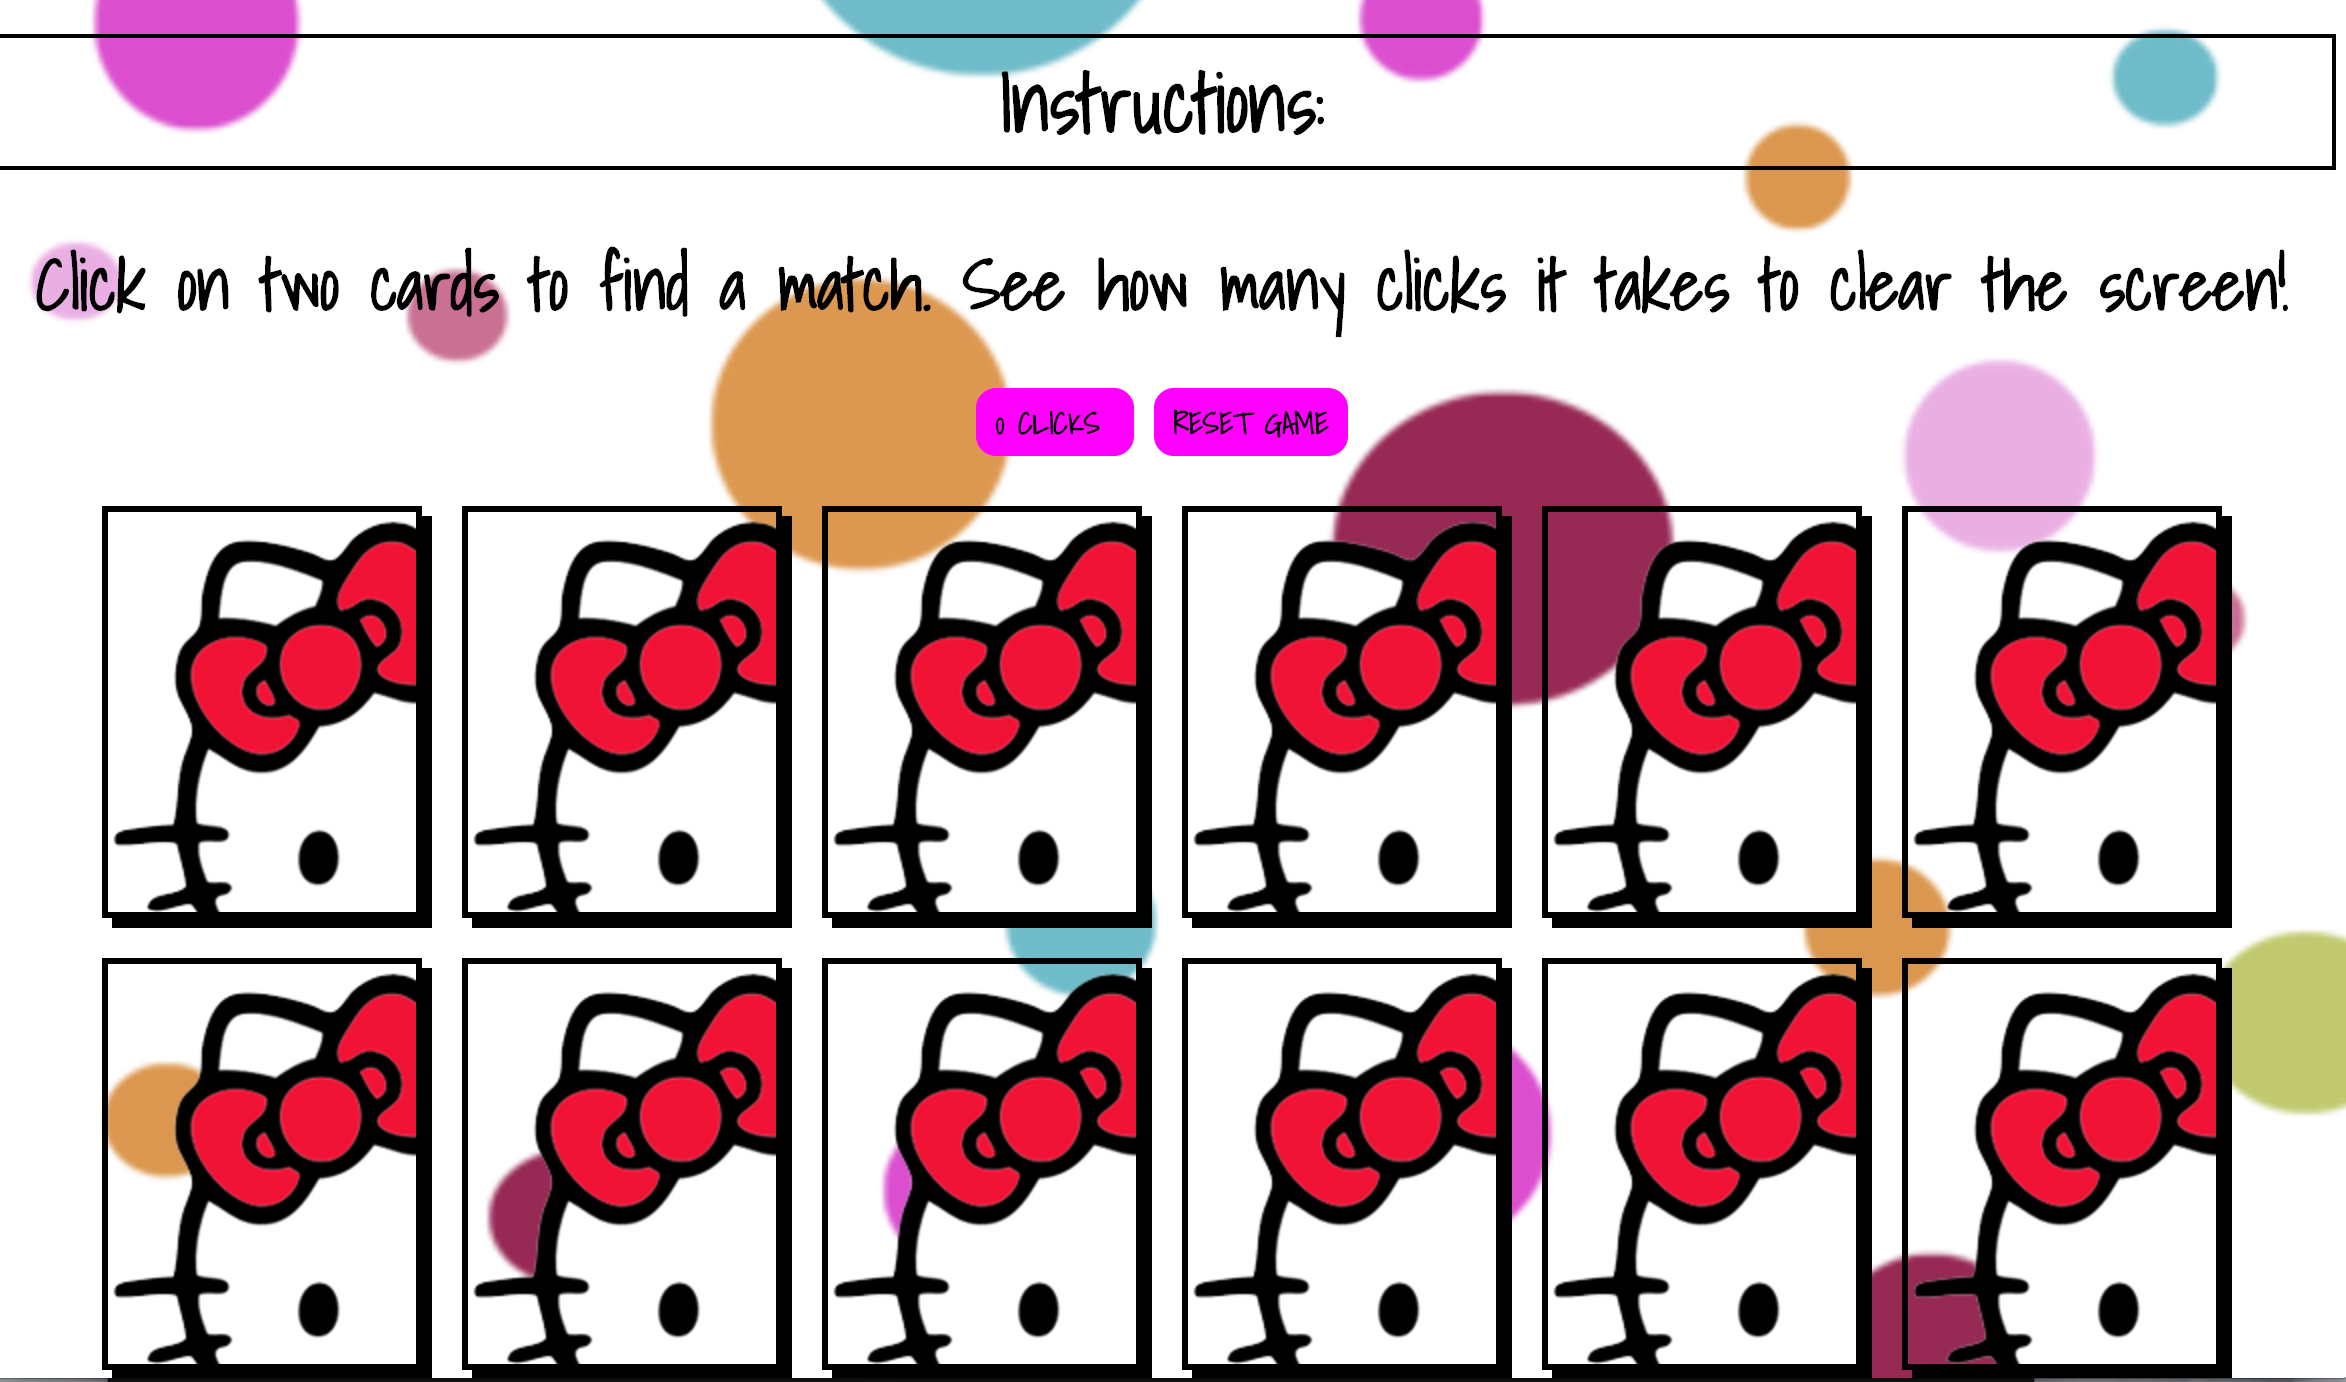 Instructions:
Click on two cards to find a match. See how many clicks it takes to clear the screen!
0 CLICKS
RESET GAME